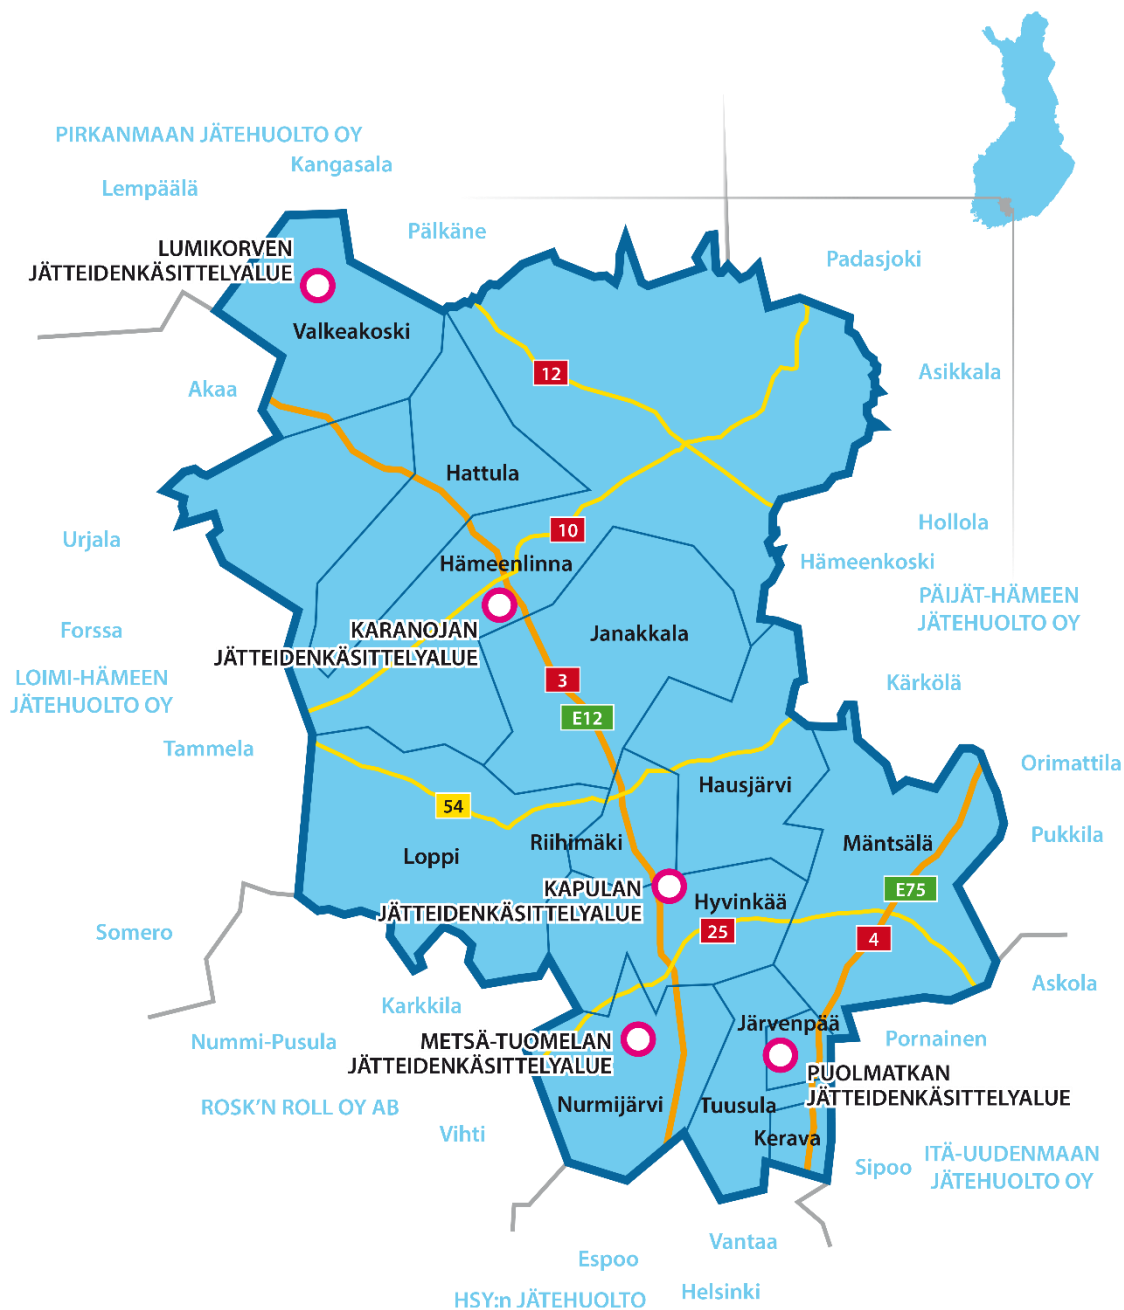 PIRKANMAAN JÄTEHUOLTO OY
Kangasala
Lempäälä
Pälkäne
LUMIKORVEN
JÄTTEIDENKÄSITTELYALUE
Padasjoki
Valkeakoski
12
Asikkala
Akaa
Hattula
10
Hollola
Urjala
Hämeenlinna
Hämeenkoski
PÄIJÄT-HÄMEEN
JÄTEHUOLTO OY
Forssa
KARANOJAN
JÄTTEIDENKÄSITTELYALUE
Janakkala
LOIMI-HÄMEEN
JÄTEHUOLTO OY
3
Kärkölä
E12
Tammela
Orimattila
Hausjärvi
54
Pukkila
Riihimäki
Mäntsälä
Loppi
KAPULAN
JÄTTEIDENKÄSITTELYALUE
E75
Hyvinkää
25
4
Somero
Askola
Karkkila
Järvenpää
Nummi-Pusula
METSÄ-TUOMELAN
JÄTTEIDENKÄSITTELYALUE
Pornainen
PUOLMATKAN
JÄTTEIDENKÄSITTELYALUE
ROSK'N ROLL OY AB
Nurmijärvi
Tuusula
Vihti
Kerava
Sipoo
ITÄ-UUDENMAAN
JÄTEHUOLTO OY
Vantaa
Espoo
Helsinki
HSY:n JÄTEHUOLTO